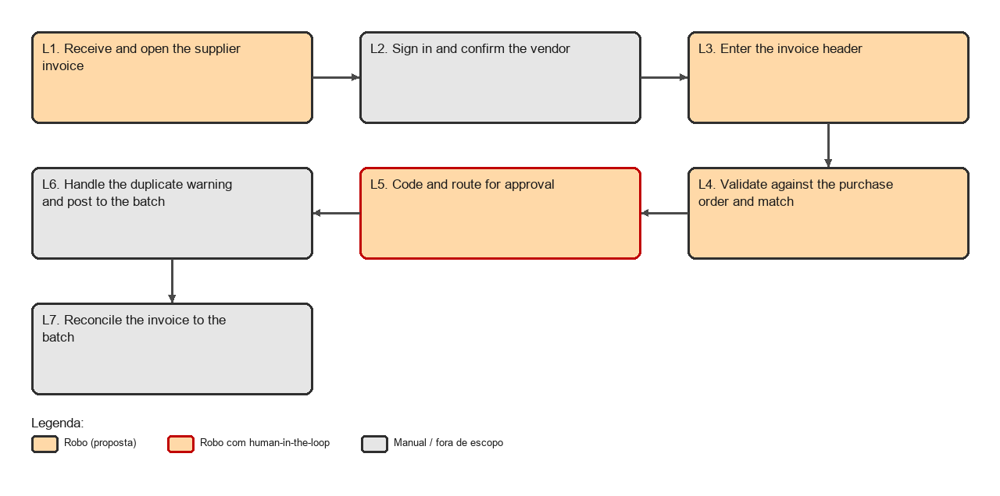 L1. Receive and open the supplier
invoice
L2. Sign in and confirm the vendor
L3. Enter the invoice header
L6. Handle the duplicate warning
and post to the batch
L5. Code and route for approval
L4. Validate against the purchase
order and match
L7. Reconcile the invoice to the
batch
Legenda:
Robo (proposta)
Robo com human-in-the-loop
Manual / fora de escopo